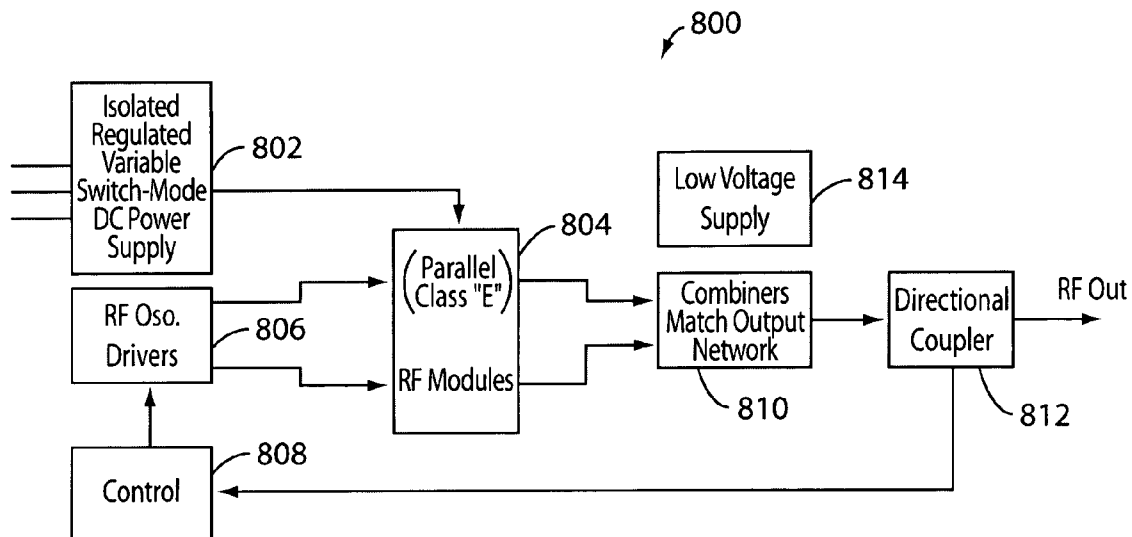 800
Isolated
Regulated
Variable
Switch-Mode
DC Power
Supply
802
Low Voltage
Supply
814
804
(Parallel
Class "E")
RF Modules
RF Oso.
Drivers
806
Combiners
Match Output
Network
810
Directional
Coupler
812
RF Out
Control
808